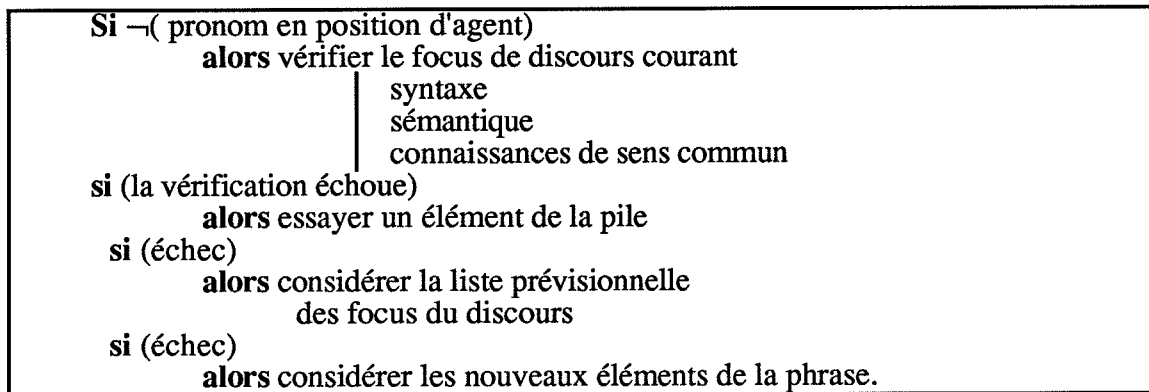 Si ¬( pronom en position d'agent)
alors vérifier le focus de discours courant
syntaxe
sémantique
connaissances de sens commun
si (la vérification échoue)
alors essayer un élément de la pile
si (échec)
alors considérer la liste prévisionnelle
des focus du discours
si (échec)
alors considérer les nouveaux éléments de la phrase.